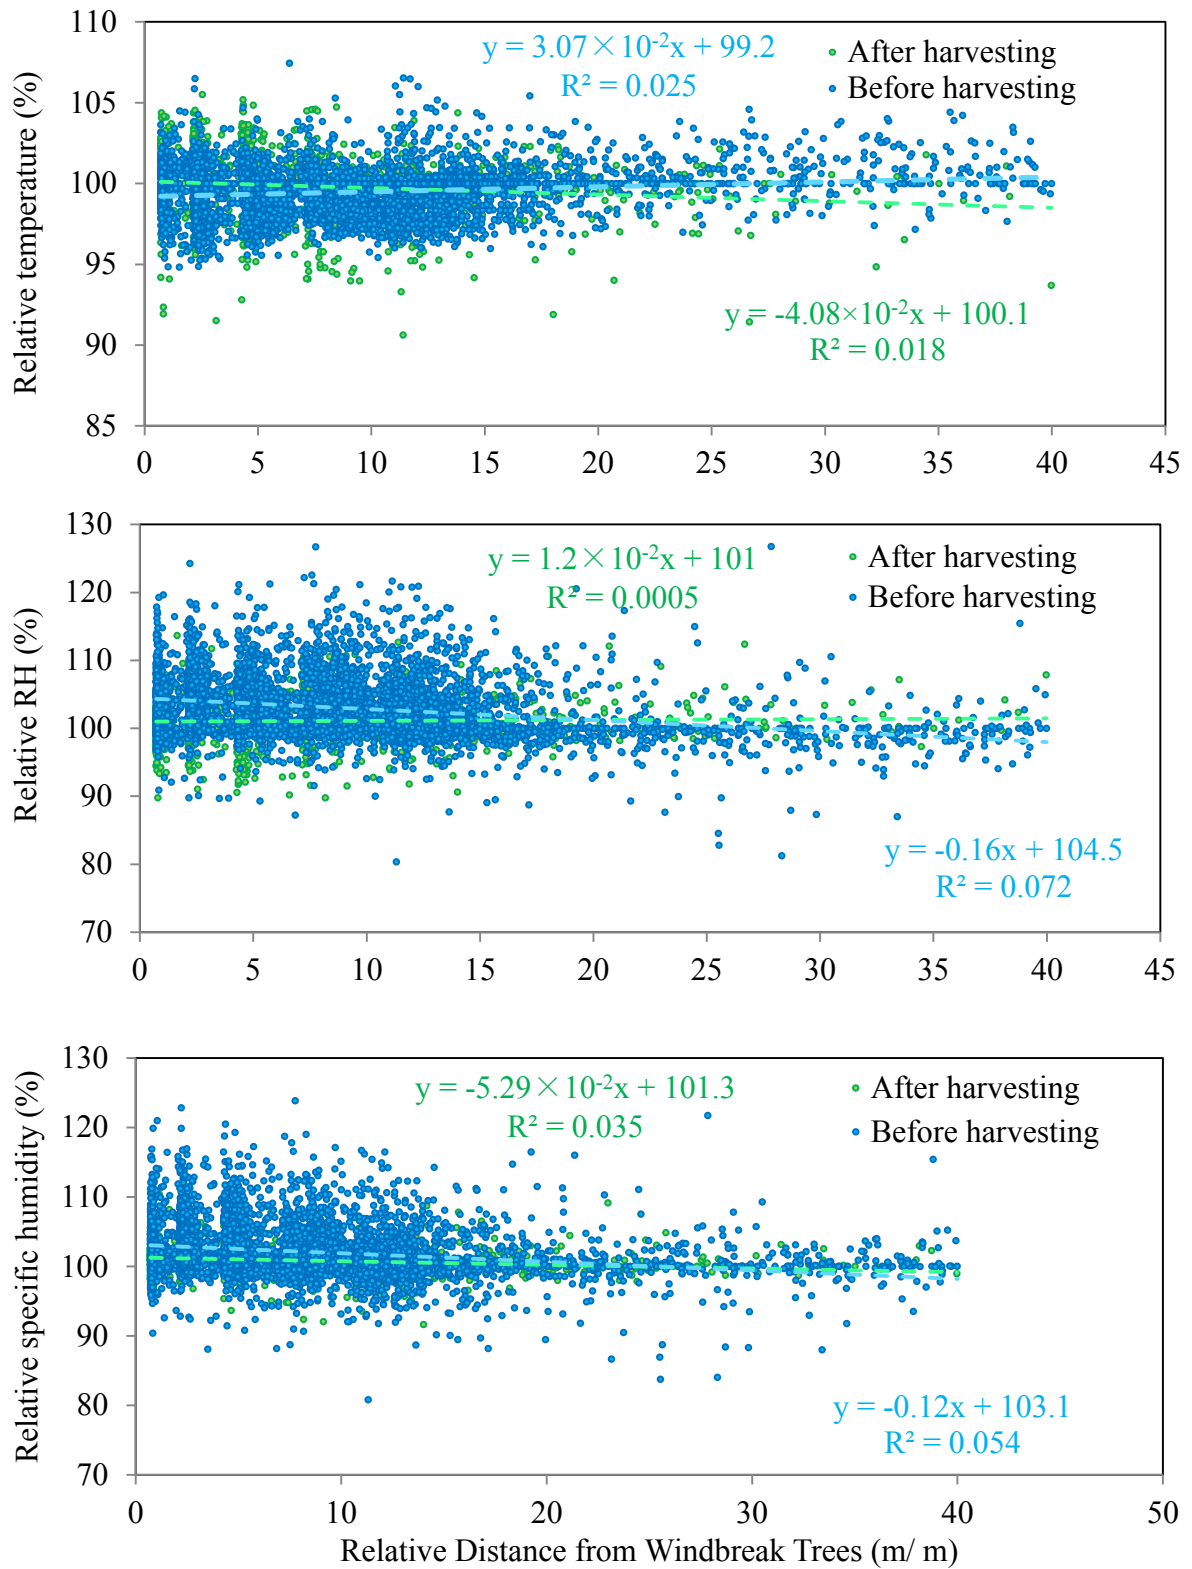 110
105
100
95
90
85
Relative temperature (%)
y = 3.07×10⁻²x + 99.2
R² = 0.025
After harvesting
Before harvesting
y = -4.08×10⁻²x + 100.1
R² = 0.018
0 5 10 15 20 25 30 35 40 45
130
120
110
100
90
80
70
Relative RH (%)
y = 1.2×10⁻²x + 101
R² = 0.0005
After harvesting
Before harvesting
y = -0.16x + 104.5
R² = 0.072
0 5 10 15 20 25 30 35 40 45
130
120
110
100
90
80
70
Relative specific humidity (%)
y = -5.29×10⁻²x + 101.3
R² = 0.035
After harvesting
Before harvesting
y = -0.12x + 103.1
R² = 0.054
0 10 20 30 40 50
Relative Distance from Windbreak Trees (m/ m)